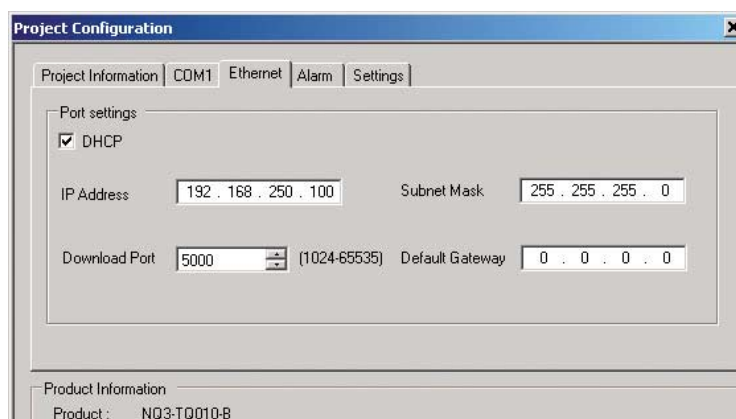 Project Configuration
Project Information COM1 Ethernet Alarm Settings
Port settings
DHCP
IP Address 192 . 168 . 250 . 100 Subnet Mask 255 . 255 . 255 . 0
Download Port 5000 (1024-65535) Default Gateway 0 . 0 . 0 . 0
Product Information
Product : NQ3-TQ010-B